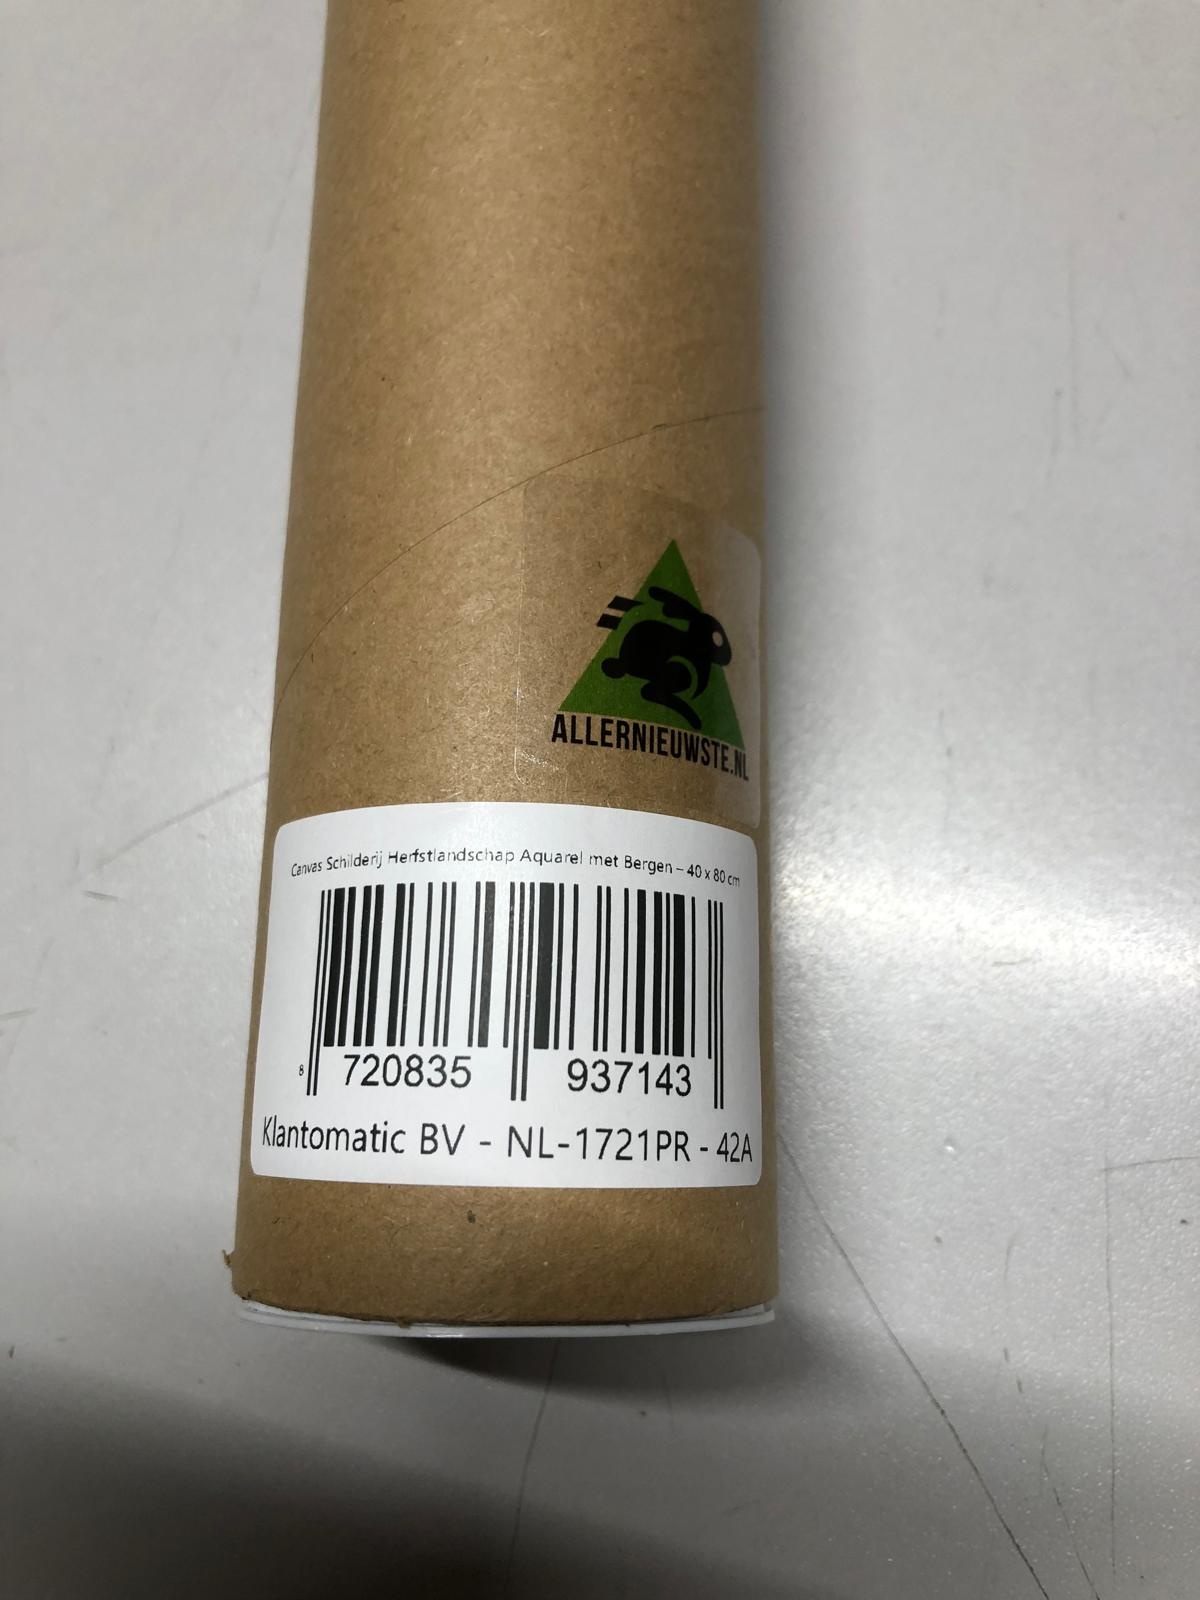 ALLERNIEUWSTE.NL
Canvas Schilderij Herfstlandschap Aquarel met Bergen – 40 x 80 cm
8 720835 937143
Klantomatic BV - NL-1721PR - 42A